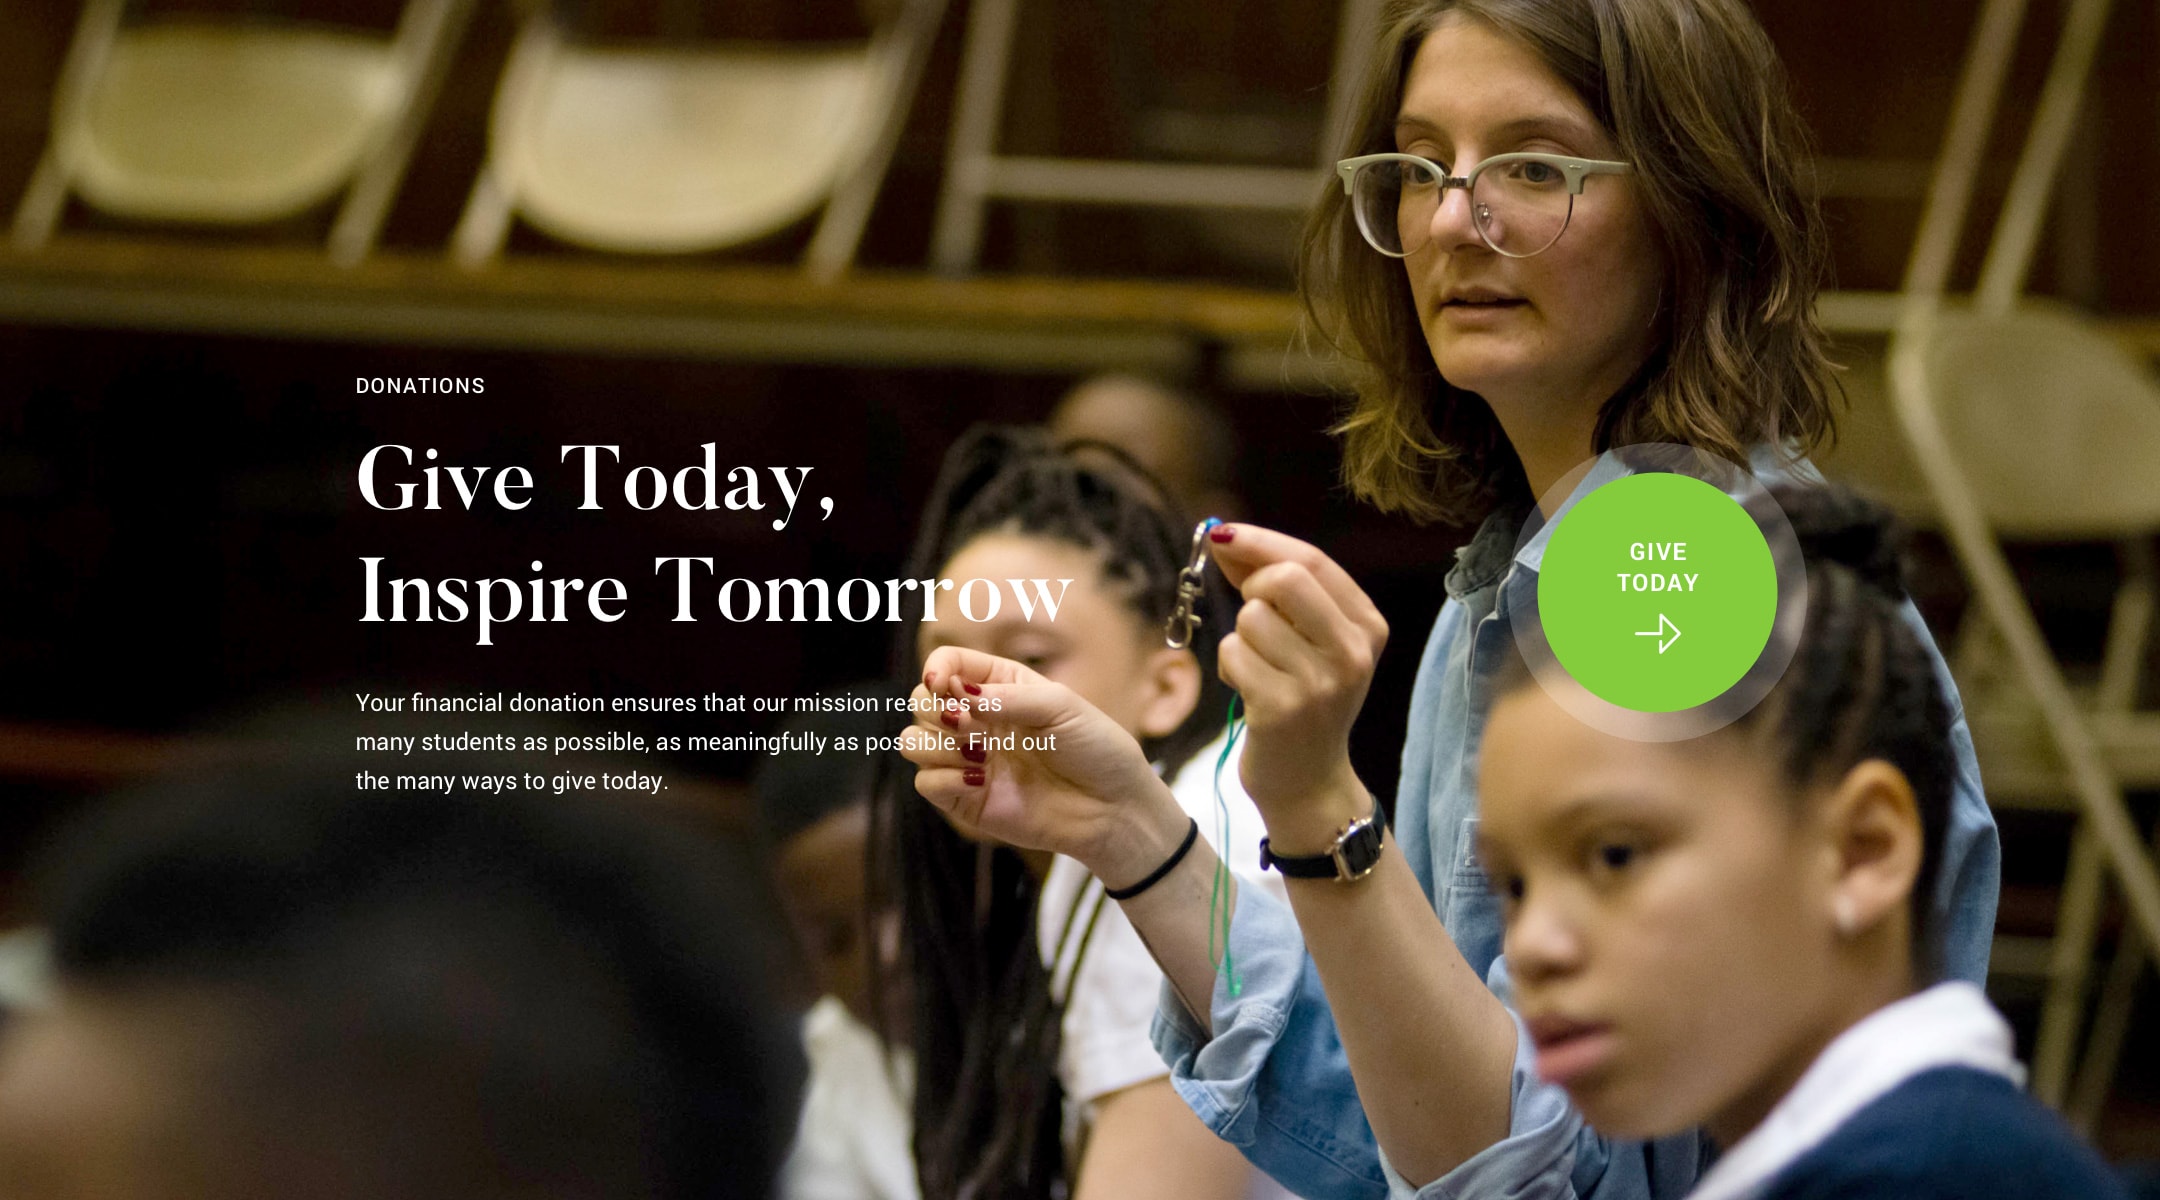 DONATIONS
Give Today,
Inspire Tomorrow
Your financial donation ensures that our mission reaches as
many students as possible, as meaningfully as possible. Find out
the many ways to give today.
GIVE
TODAY